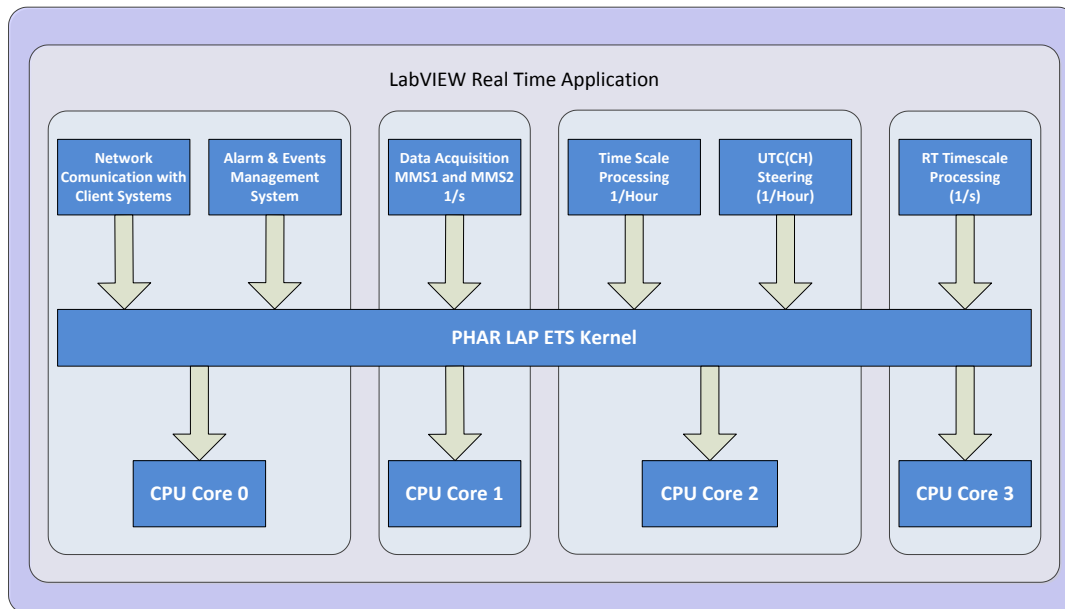 LabVIEW Real Time Application
Network
Comunication with
Client Systems
Alarm & Events
Management
System
Data Acquisition
MMS1 and MMS2
1/s
Time Scale
Processing
1/Hour
UTC(CH)
Steering
(1/Hour)
RT Timescale
Processing
(1/s)
PHAR LAP ETS Kernel
CPU Core 0
CPU Core 1
CPU Core 2
CPU Core 3